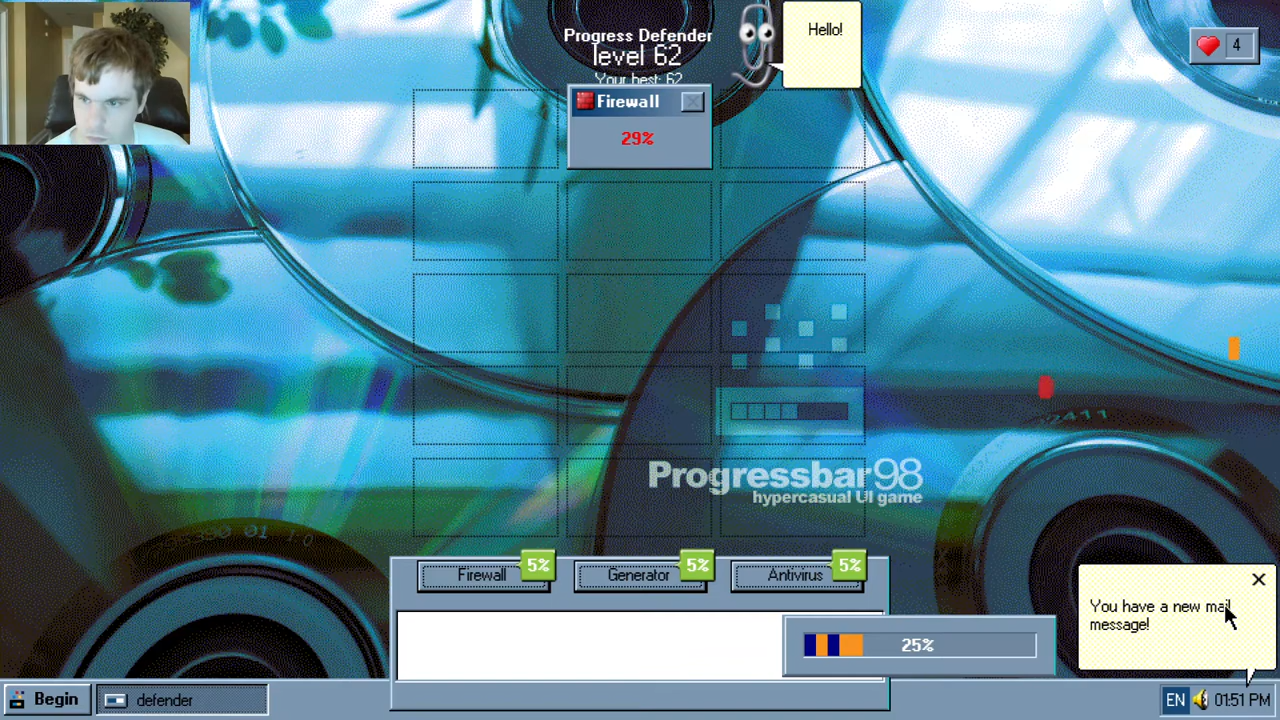 Progress Defender
level 62
Your best: 62
Hello!
4
Firewall
29%
Progressbar98
hypercasual UI game
Firewall
5%
Generator
5%
Antivirus
5%
25%
You have a new mail
message!
Begin
defender
EN
01:51 PM